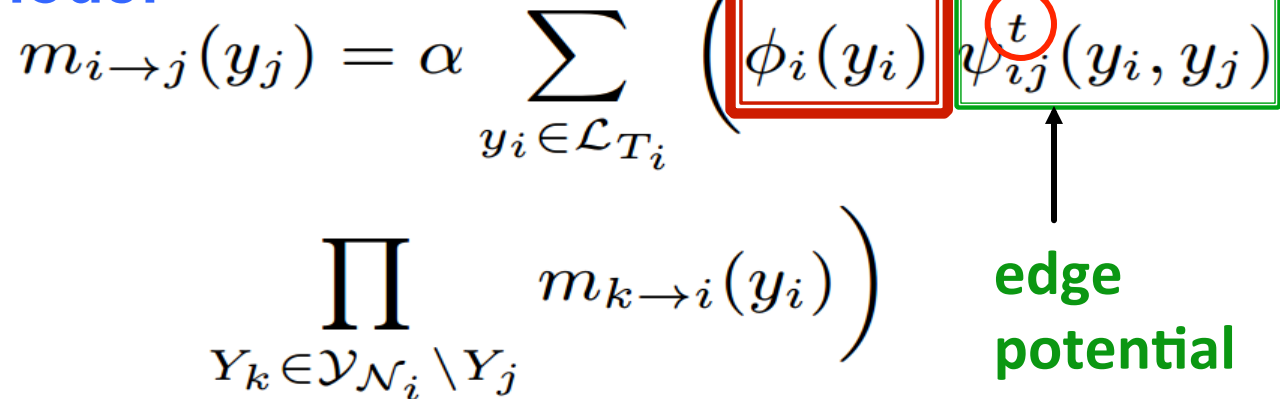 m_{i→j}(y_j) = α ∑_{y_i∈ℒ_{T_i}} ( ϕ_i(y_i) ψ^t_{ij}(y_i, y_j)
∏_{Y_k∈𝒴_{𝒩_i}\Y_j} m_{k→i}(y_i) )
edge
potential